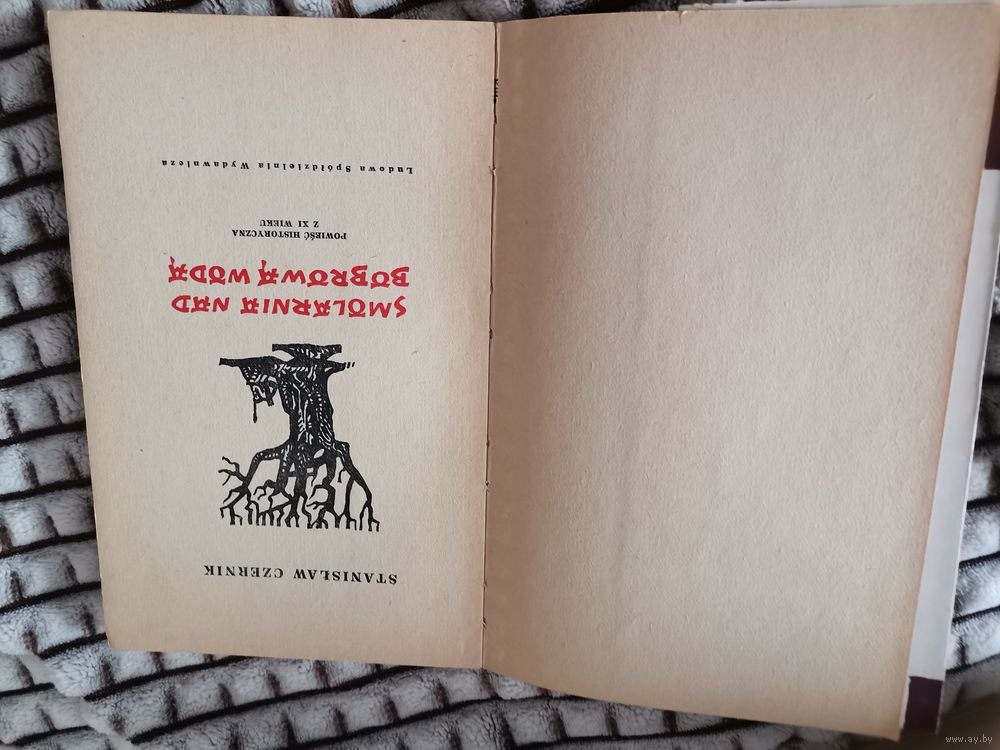 STANISŁAW CZERNIK
SMOLARNIA NAD
BOBROWĄ WODĄ
POWIEŚĆ HISTORYCZNA
Z XI WIEKU
Ludowa Spółdzielnia Wydawnicza
www.ay.by